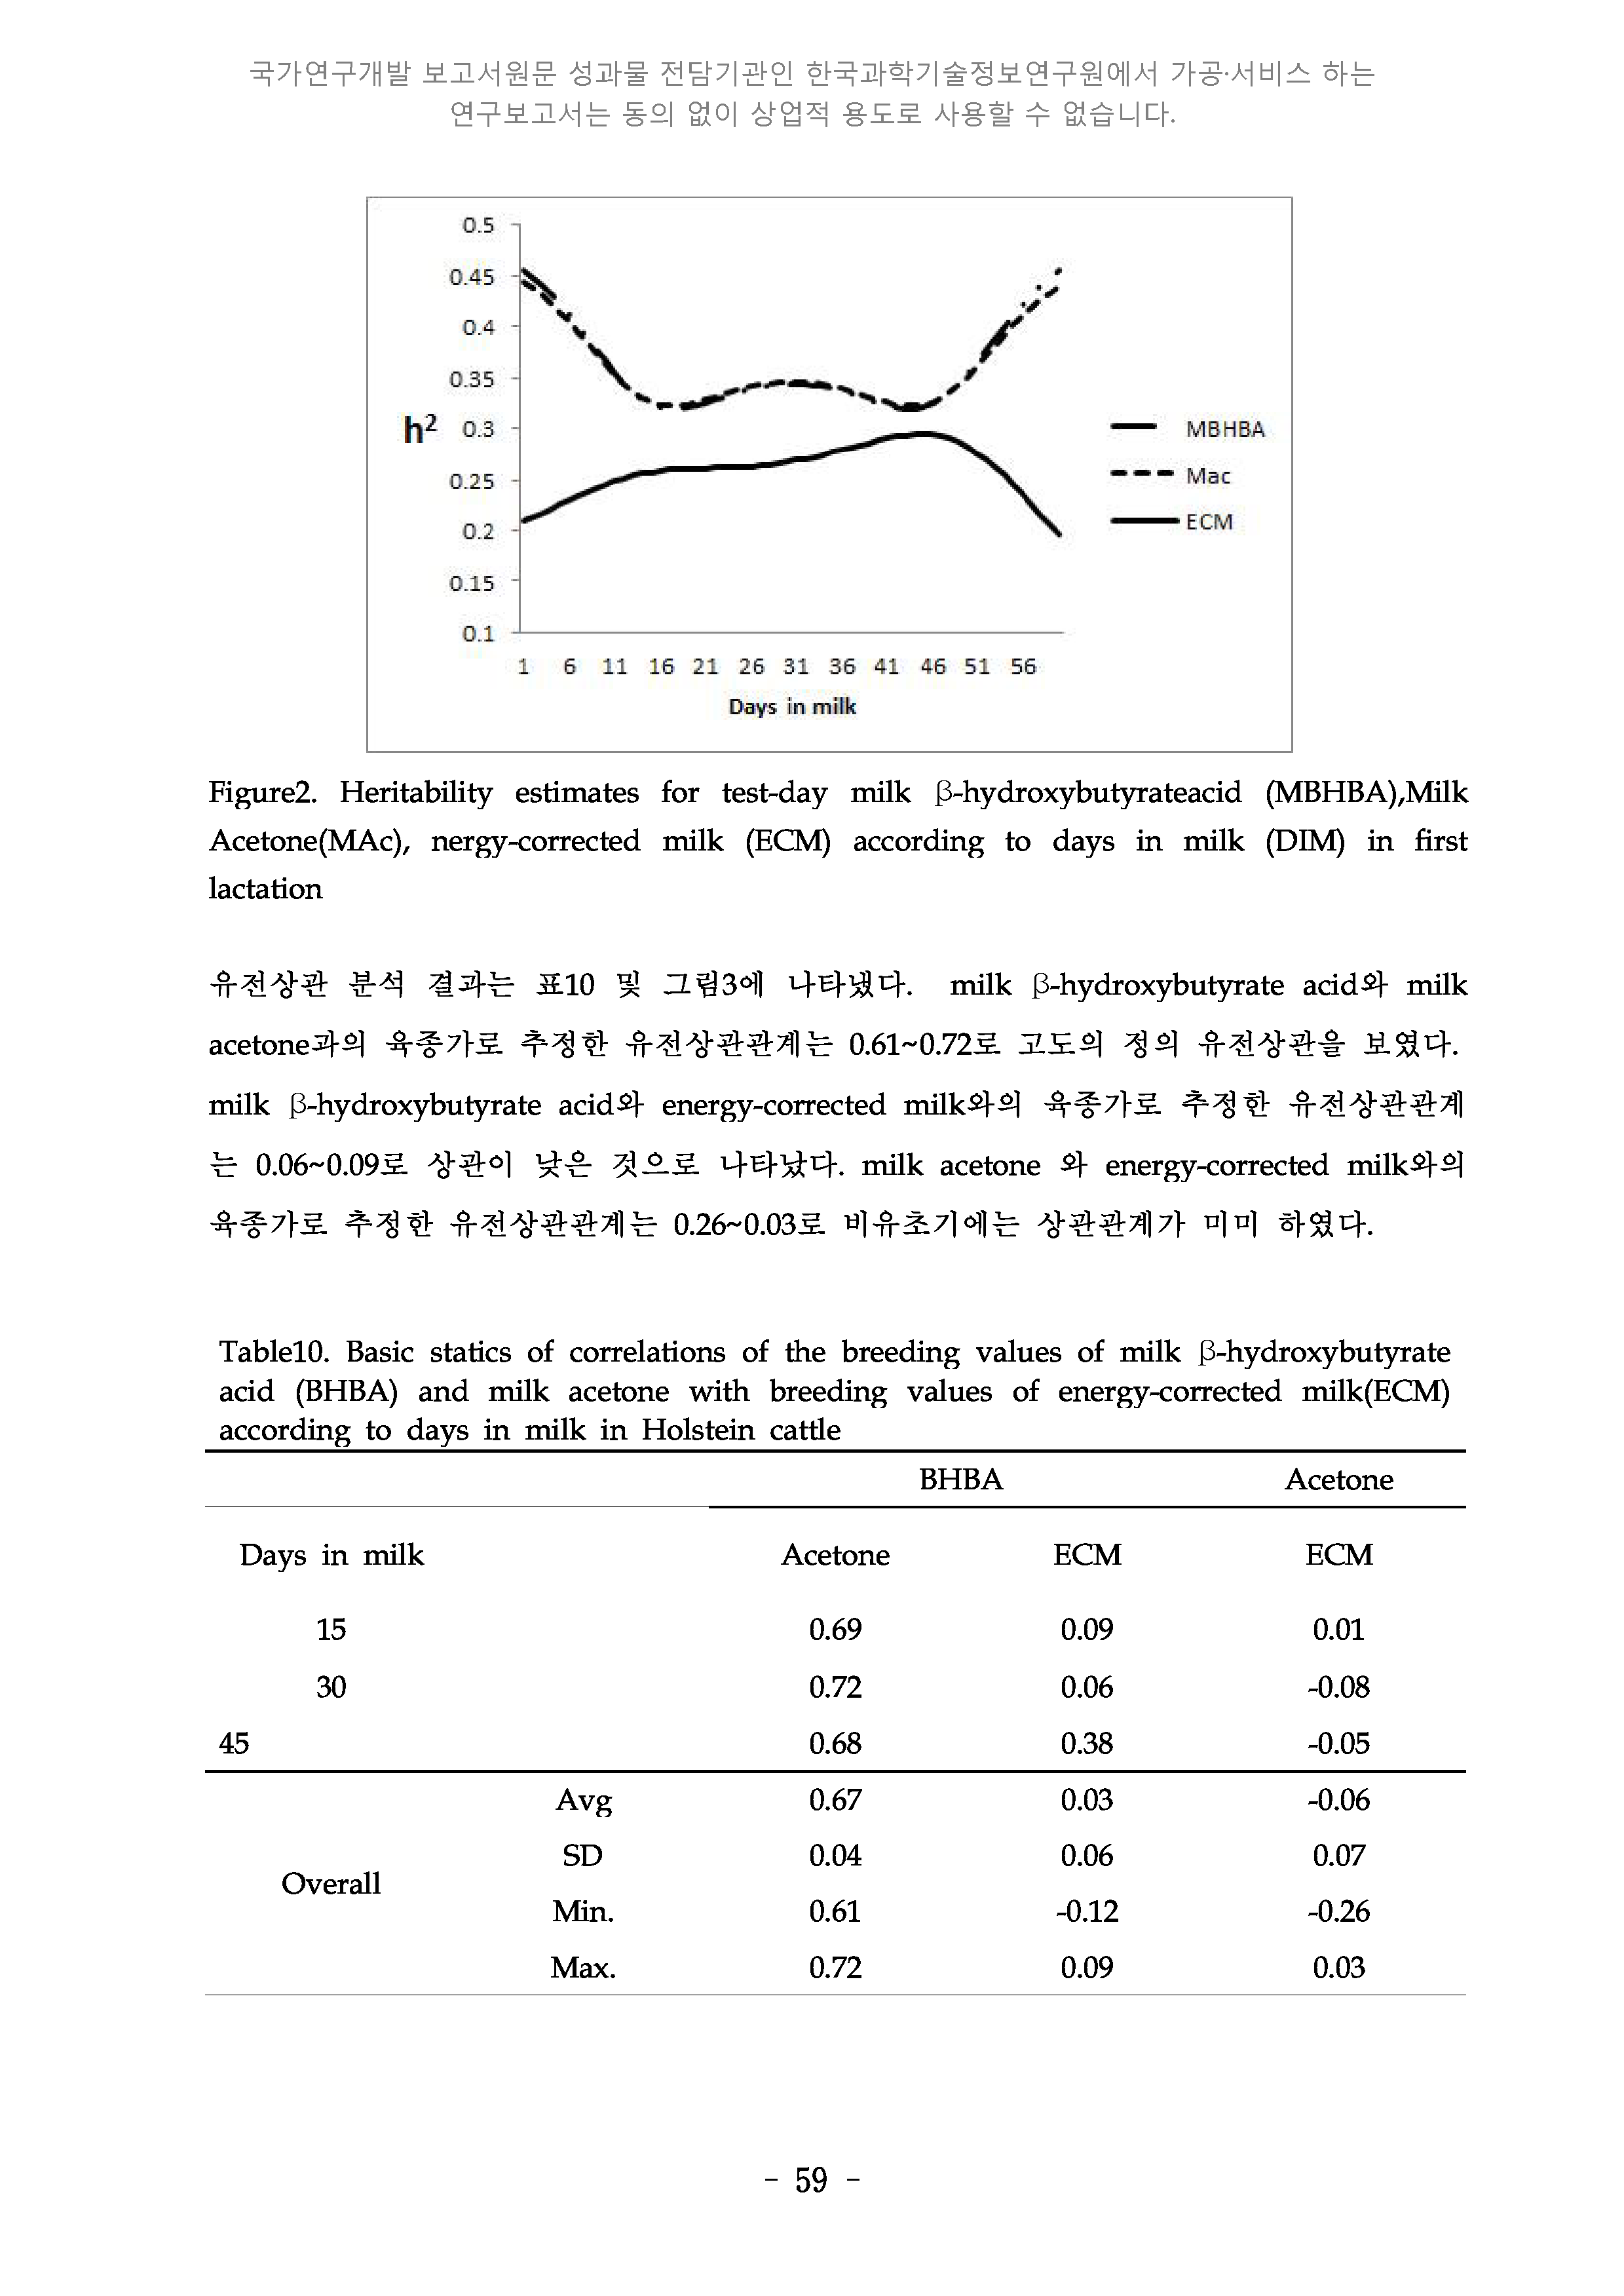 국가연구개발 보고서원문 성과물 전담기관인 한국과학기술정보연구원에서 가공·서비스 하는
연구보고서는 동의 없이 상업적 용도로 사용할 수 없습니다.
0.5
0.45
0.4
0.35
0.3
0.25
0.2
0.15
0.1
h²
1 6 11 16 21 26 31 36 41 46 51 56
Days in milk
MBHBA
Mac
ECM
Figure2. Heritability estimates for test-day milk β-hydroxybutyrateacid (MBHBA),Milk
Acetone(MAc), nergy-corrected milk (ECM) according to days in milk (DIM) in first
lactation
유전상관 분석 결과는 표10 및 그림3에 나타냈다. milk β-hydroxybutyrate acid와 milk
acetone과의 육종가로 추정한 유전상관관계는 0.61~0.72로 고도의 정의 유전상관을 보였다.
milk β-hydroxybutyrate acid와 energy-corrected milk와의 육종가로 추정한 유전상관관계
는 0.06~0.09로 상관이 낮은 것으로 나타났다. milk acetone 와 energy-corrected milk와의
육종가로 추정한 유전상관관계는 0.26~0.03로 비유초기에는 상관관계가 미미 하였다.
Table10. Basic statics of correlations of the breeding values of milk β-hydroxybutyrate
acid (BHBA) and milk acetone with breeding values of energy-corrected milk(ECM)
according to days in milk in Holstein cattle
BHBA Acetone
Days in milk Acetone ECM ECM
15 0.69 0.09 0.01
30 0.72 0.06 -0.08
45 0.68 0.38 -0.05
Avg 0.67 0.03 -0.06
SD 0.04 0.06 0.07
Overall
Min. 0.61 -0.12 -0.26
Max. 0.72 0.09 0.03
- 59 -